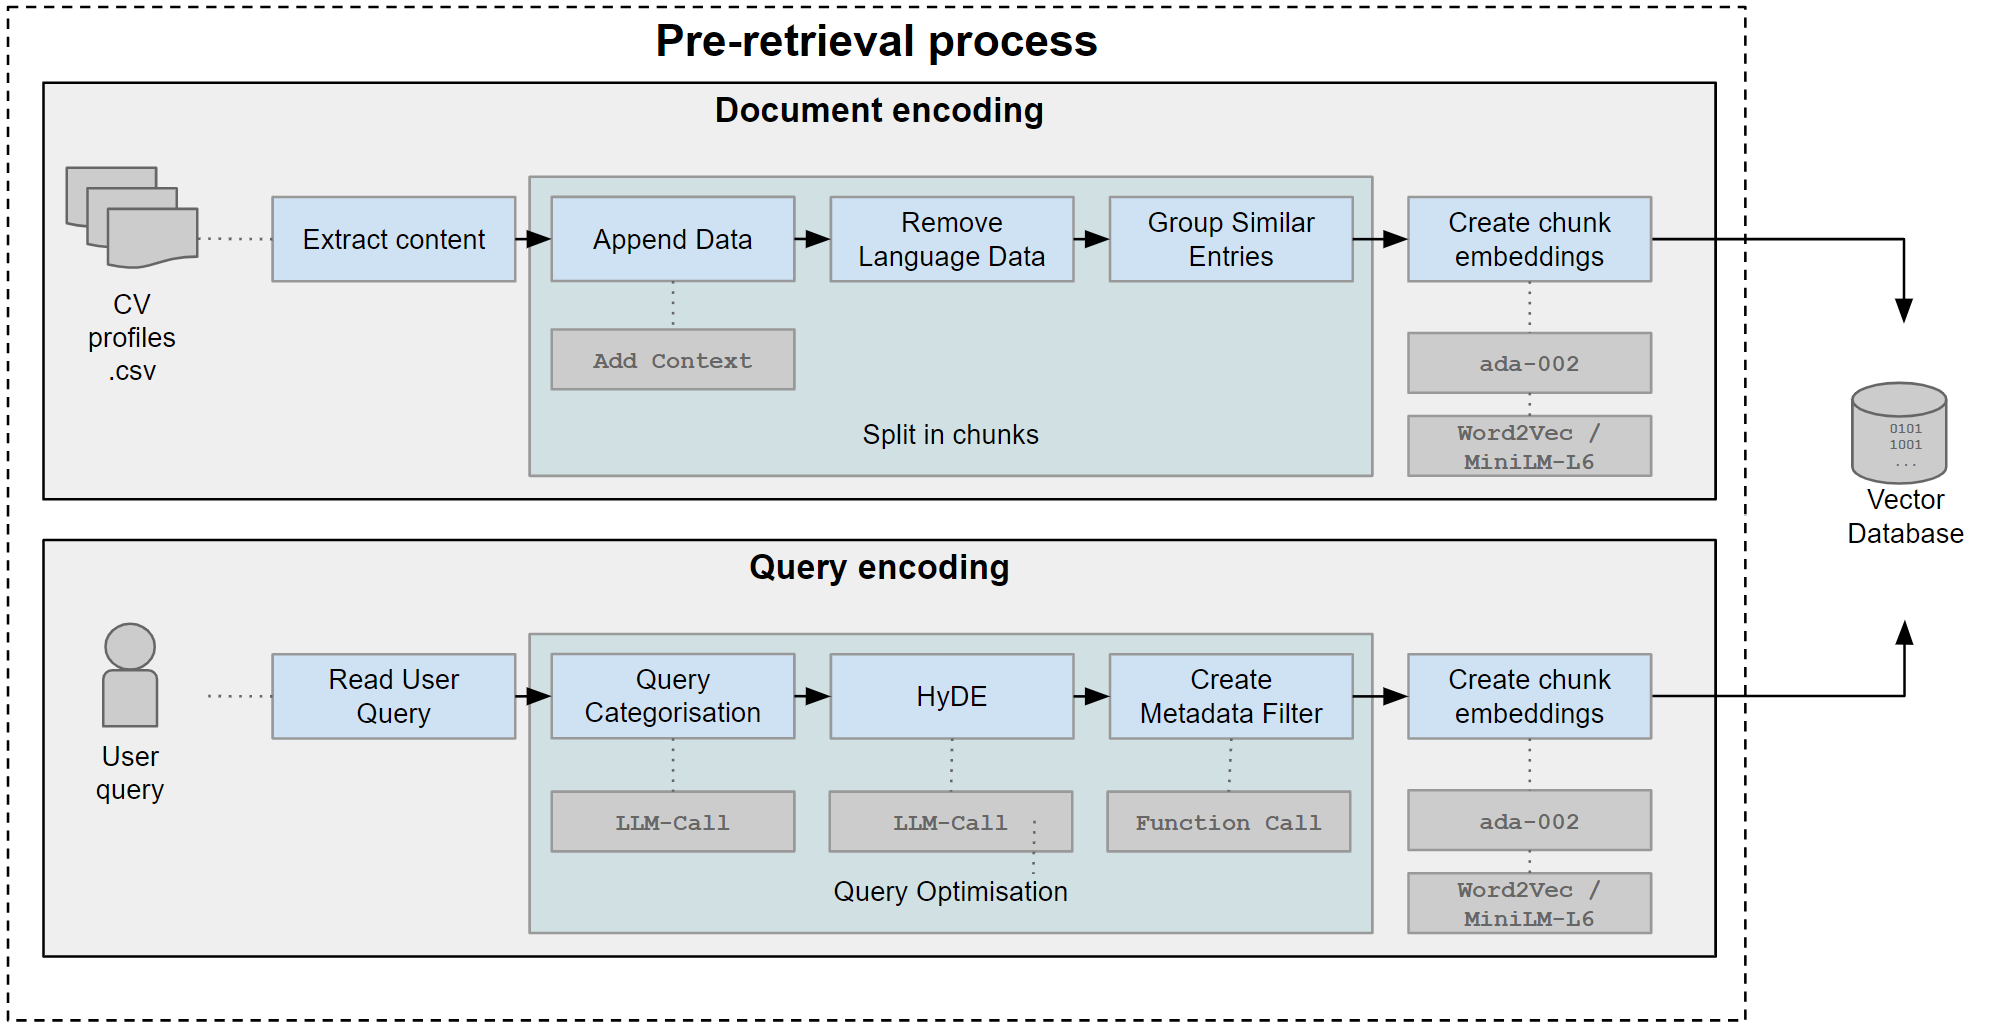 Pre-retrieval process
Document encoding
CV
profiles
.csv
Extract content
Append Data
Remove
Language Data
Group Similar
Entries
Create chunk
embeddings
Add Context
ada-002
Word2Vec /
MiniLM-L6
Split in chunks
0101
1001
...
Vector
Database
Query encoding
User
query
Read User
Query
Query
Categorisation
HyDE
Create
Metadata Filter
Create chunk
embeddings
LLM-Call
LLM-Call
Function Call
ada-002
Word2Vec /
MiniLM-L6
Query Optimisation